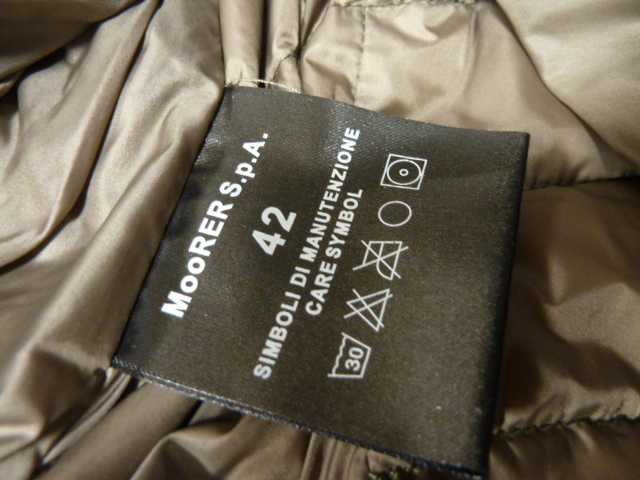 MOORER S.p.A.
42
SIMBOLI DI MANUTENZIONE
CARE SYMBOL
30